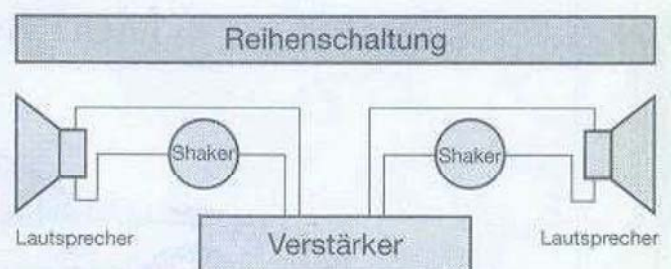 Reihenschaltung
Shaker
Shaker
Lautsprecher
Verstärker
Lautsprecher